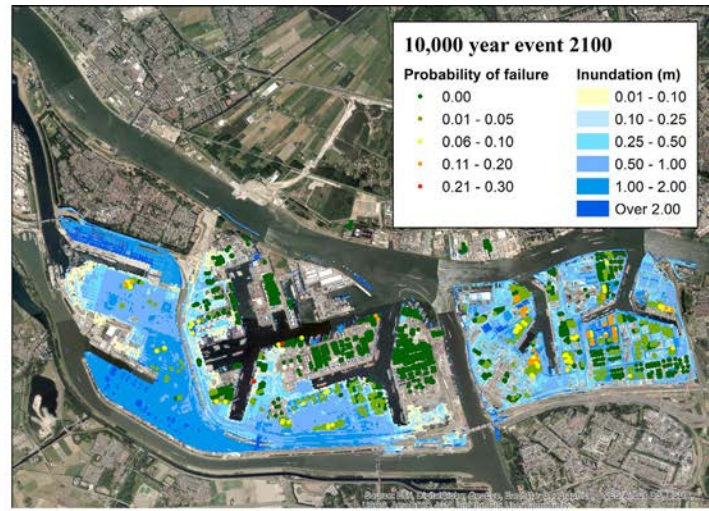 10,000 year event 2100
Probability of failure
0.00
0.01 - 0.05
0.06 - 0.10
0.11 - 0.20
0.21 - 0.30
Inundation (m)
0.01 - 0.10
0.10 - 0.25
0.25 - 0.50
0.50 - 1.00
1.00 - 2.00
Over 2.00